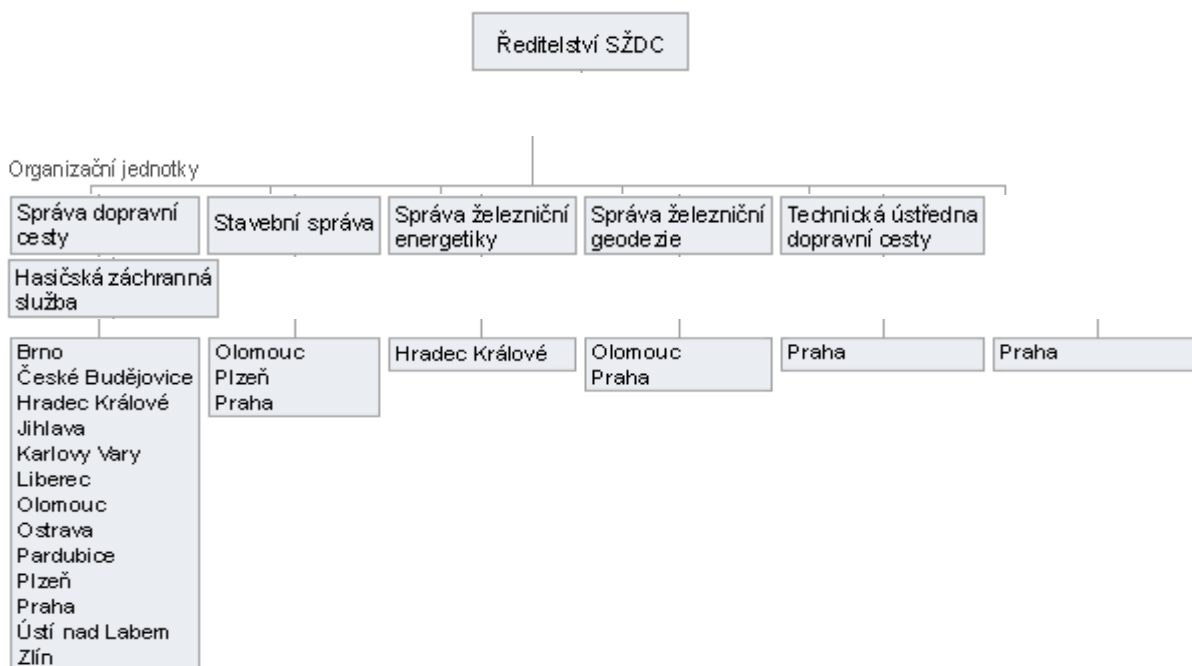 Ředitelství SŽDC
Organizační jednotky
Správa dopravní
cesty
Stavební správa
Správa železniční
energetiky
Správa železniční
geodezie
Technická ústředna
dopravní cesty
Hasičská záchranná
služba
Brno
České Budějovice
Hradec Králové
Jihlava
Karlovy Vary
Liberec
Olomouc
Ostrava
Pardubice
Plzeň
Praha
Ústí nad Labem
Zlín
Olomouc
Plzeň
Praha
Hradec Králové
Olomouc
Praha
Praha
Praha